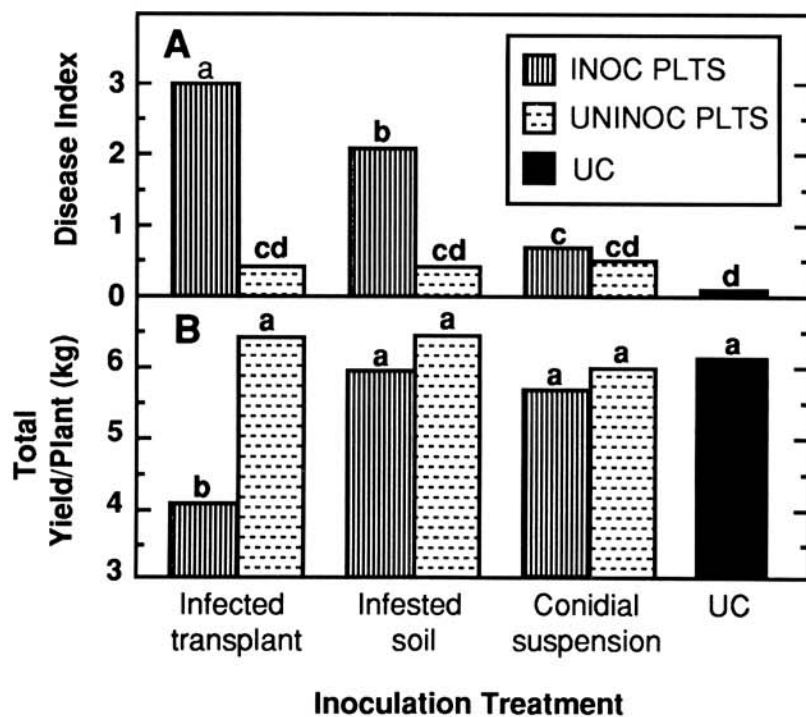 A
INOC PLTS
UNINOC PLTS
UC
Disease Index
3
2
1
0
a
cd
b
cd
c
cd
d
B
Total
Yield/Plant (kg)
6
5
4
3
b
a
a
a
a
a
a
Infected
transplant
Infested
soil
Conidial
suspension
UC
Inoculation Treatment